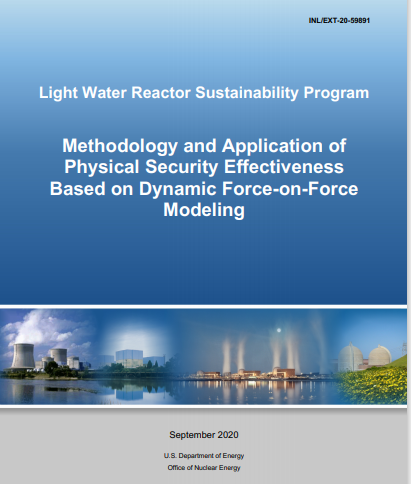 INL/EXT-20-59891
Light Water Reactor Sustainability Program
Methodology and Application of
Physical Security Effectiveness
Based on Dynamic Force-on-Force
Modeling
September 2020
U.S. Department of Energy
Office of Nuclear Energy